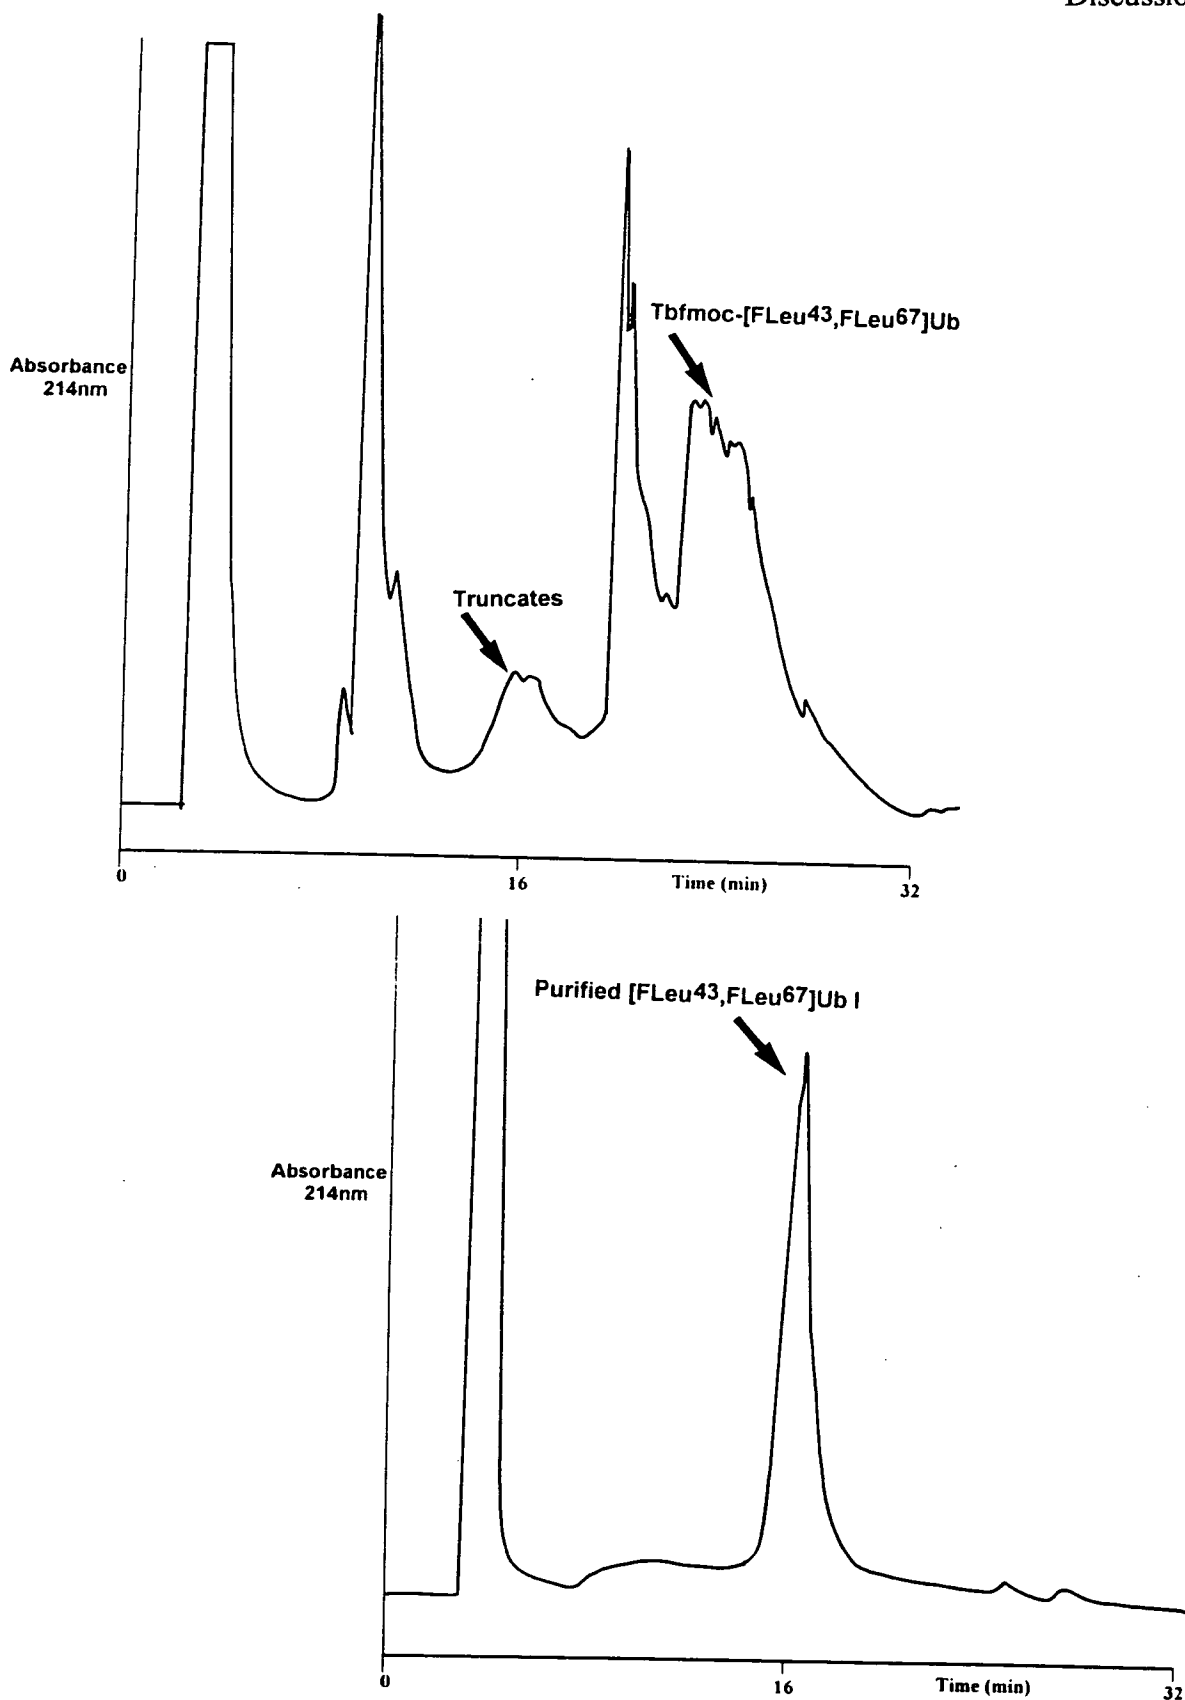 Discussio
Tbfmoc-[FLeu43,FLeu67]Ub
Absorbance
214nm
Truncates
0
16
Time (min)
32
Purified [FLeu43,FLeu67]Ub I
Absorbance
214nm
0
16
Time (min)
32